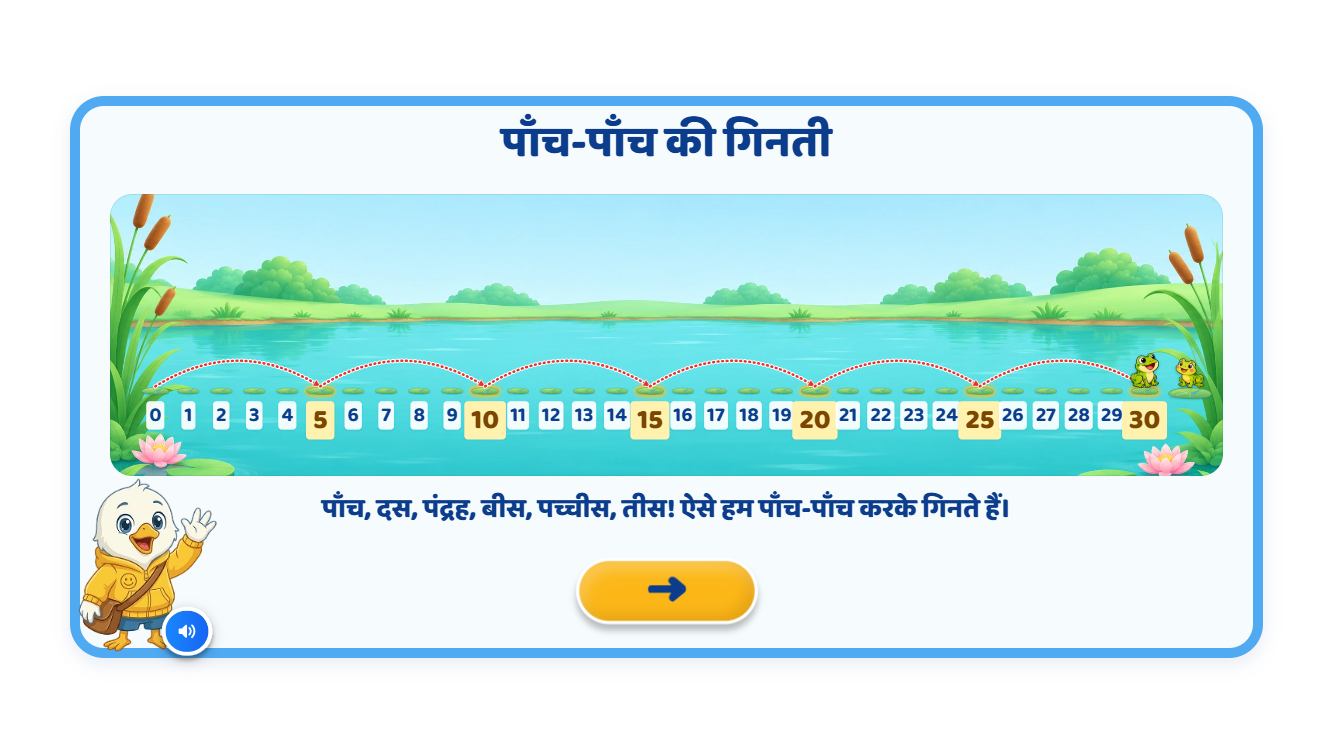 पाँच-पाँच की गिनती
0 1 2 3 4 5 6 7 8 9 10 11 12 13 14 15 16 17 18 19 20 21 22 23 24 25 26 27 28 29 30
पाँच, दस, पंद्रह, बीस, पच्चीस, तीस! ऐसे हम पाँच-पाँच करके गिनते हैं।